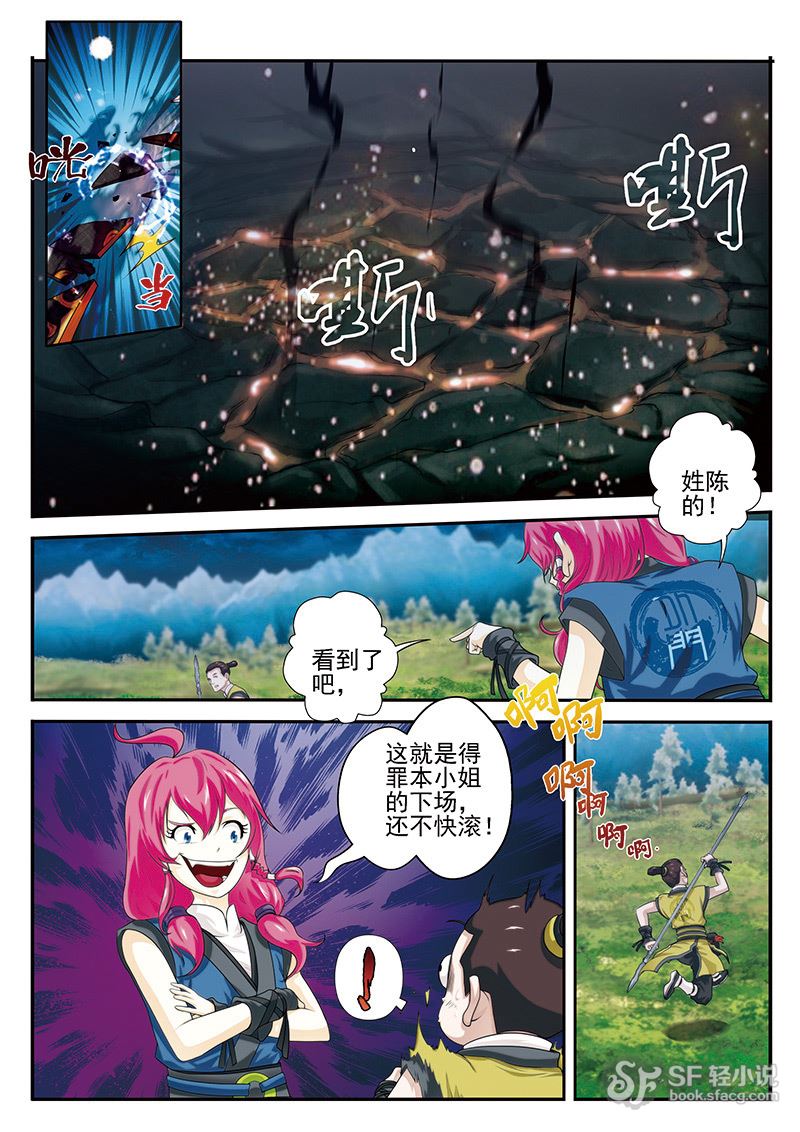 咣
当
嘶
嘶
姓陈
的！
看到了
吧，
这就是得
罪本小姐
的下场，
还不快滚！
！
啊啊
啊啊啊啊
SF轻小说
book.sfacg.com